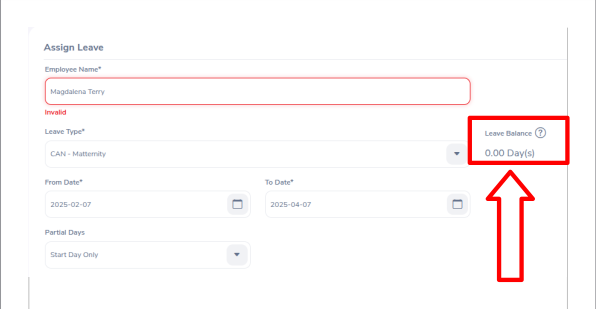 Assign Leave
Employee Name*
Magdalena Terry
Invalid
Leave Type*
Leave Balance ?
CAN - Matternity
0.00 Day(s)
From Date*
To Date*
2025-02-07
2025-04-07
Partial Days
Start Day Only